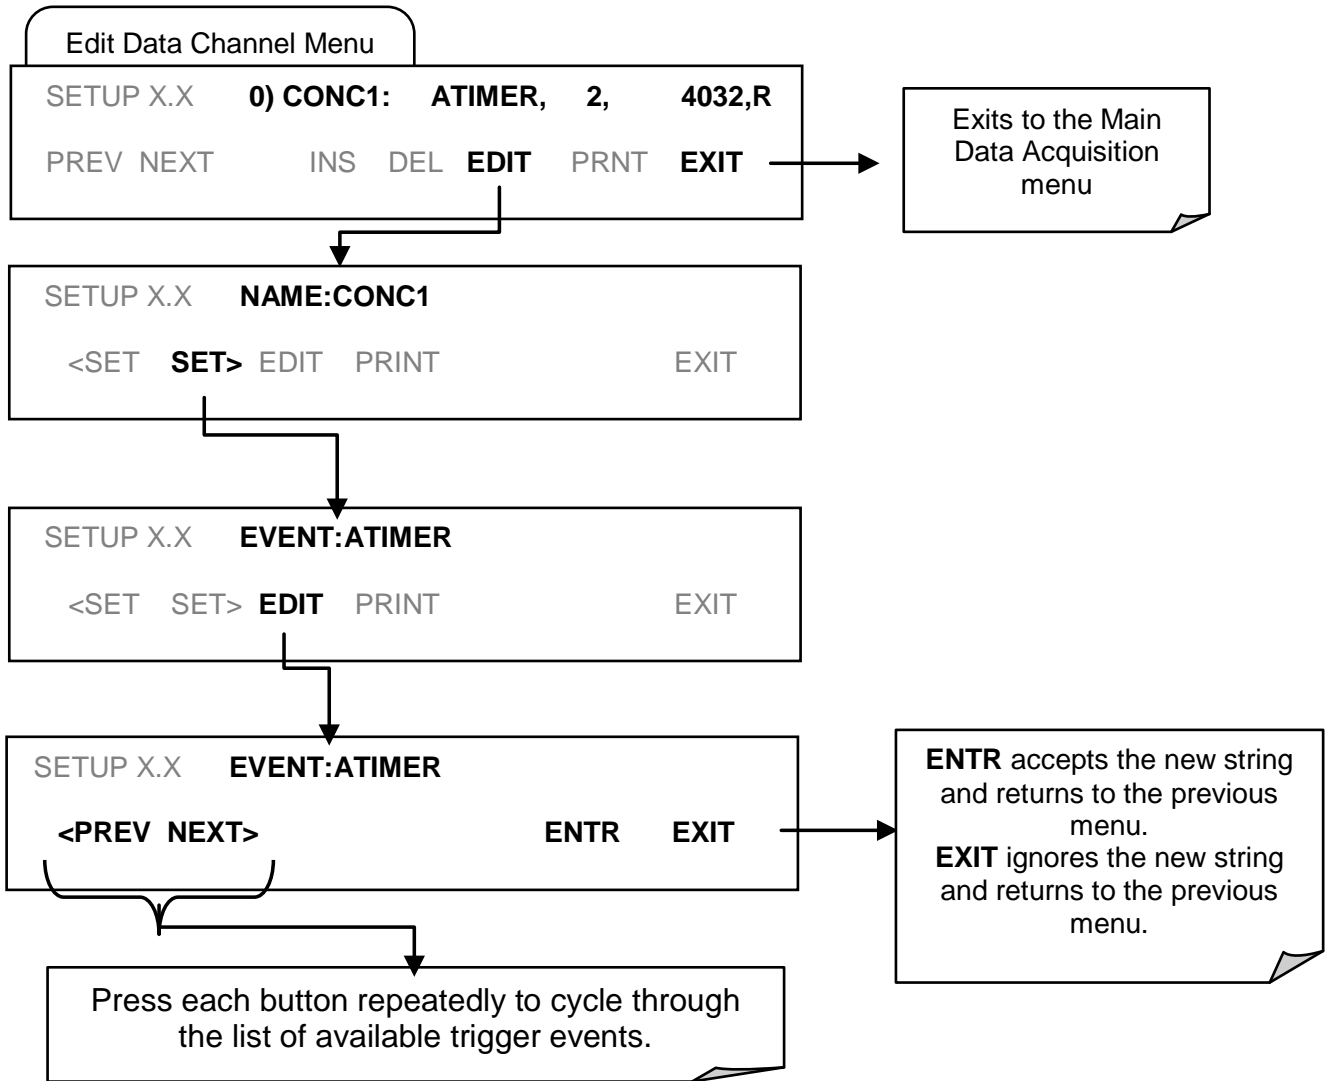 Edit Data Channel Menu
SETUP X.X 0) CONC1: ATIMER, 2, 4032,R
PREV NEXT INS DEL EDIT PRNT EXIT
Exits to the Main
Data Acquisition
menu
SETUP X.X NAME:CONC1
<SET SET> EDIT PRINT EXIT
SETUP X.X EVENT:ATIMER
<SET SET> EDIT PRINT EXIT
SETUP X.X EVENT:ATIMER
<PREV NEXT> ENTR EXIT
ENTR accepts the new string
and returns to the previous
menu.
EXIT ignores the new string
and returns to the previous
menu.
Press each button repeatedly to cycle through
the list of available trigger events.